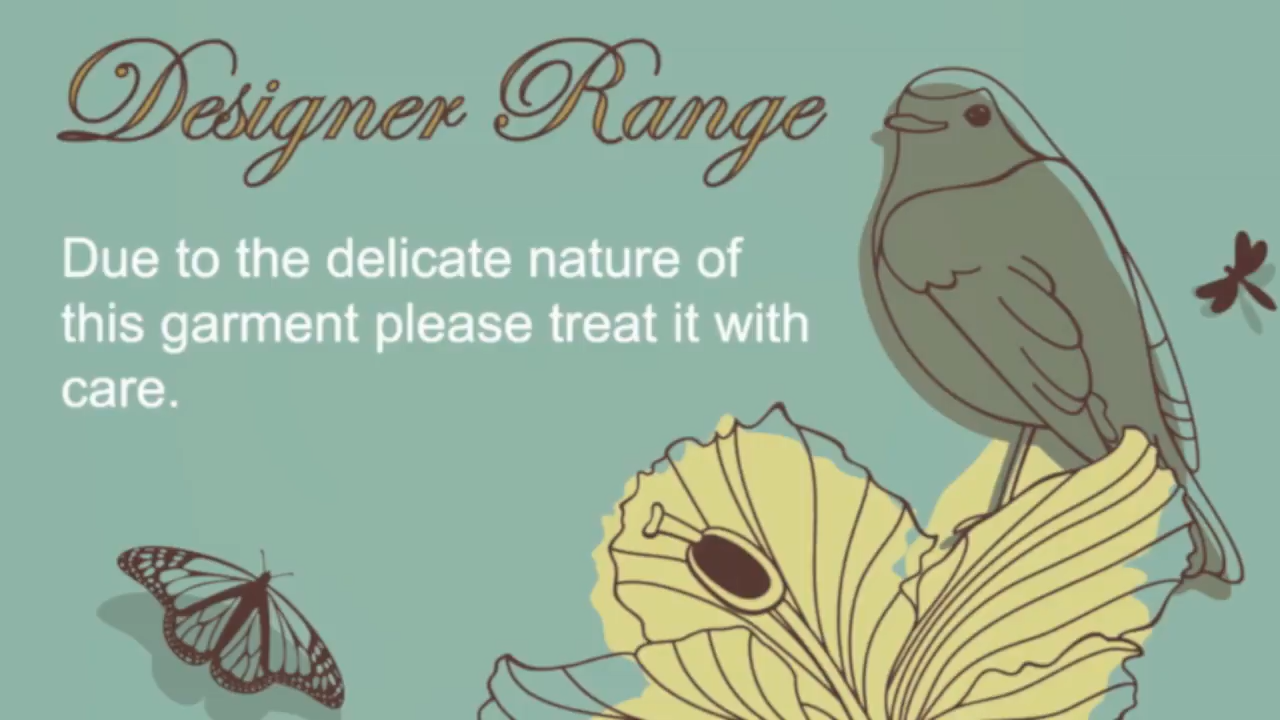 Designer Range
Due to the delicate nature of
this garment please treat it with
care.